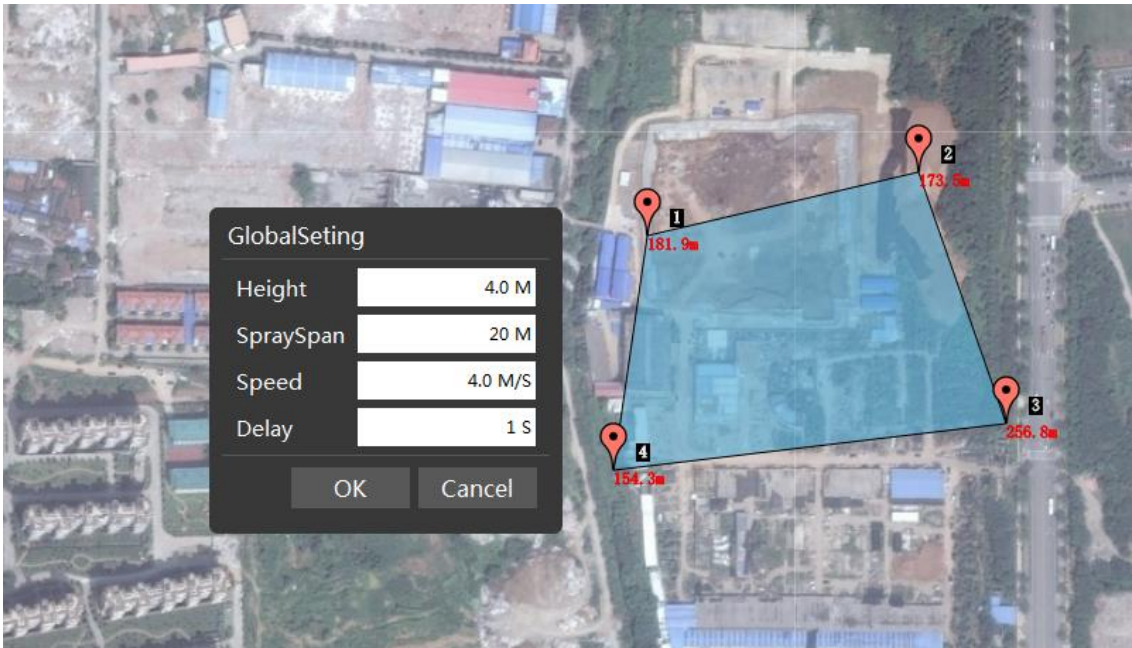 GlobalSeting
Height 4.0 M
SpraySpan 20 M
Speed 4.0 M/S
Delay 1 S
OK Cancel
2
173.5m
1
181.9m
3
256.8m
4
154.3m